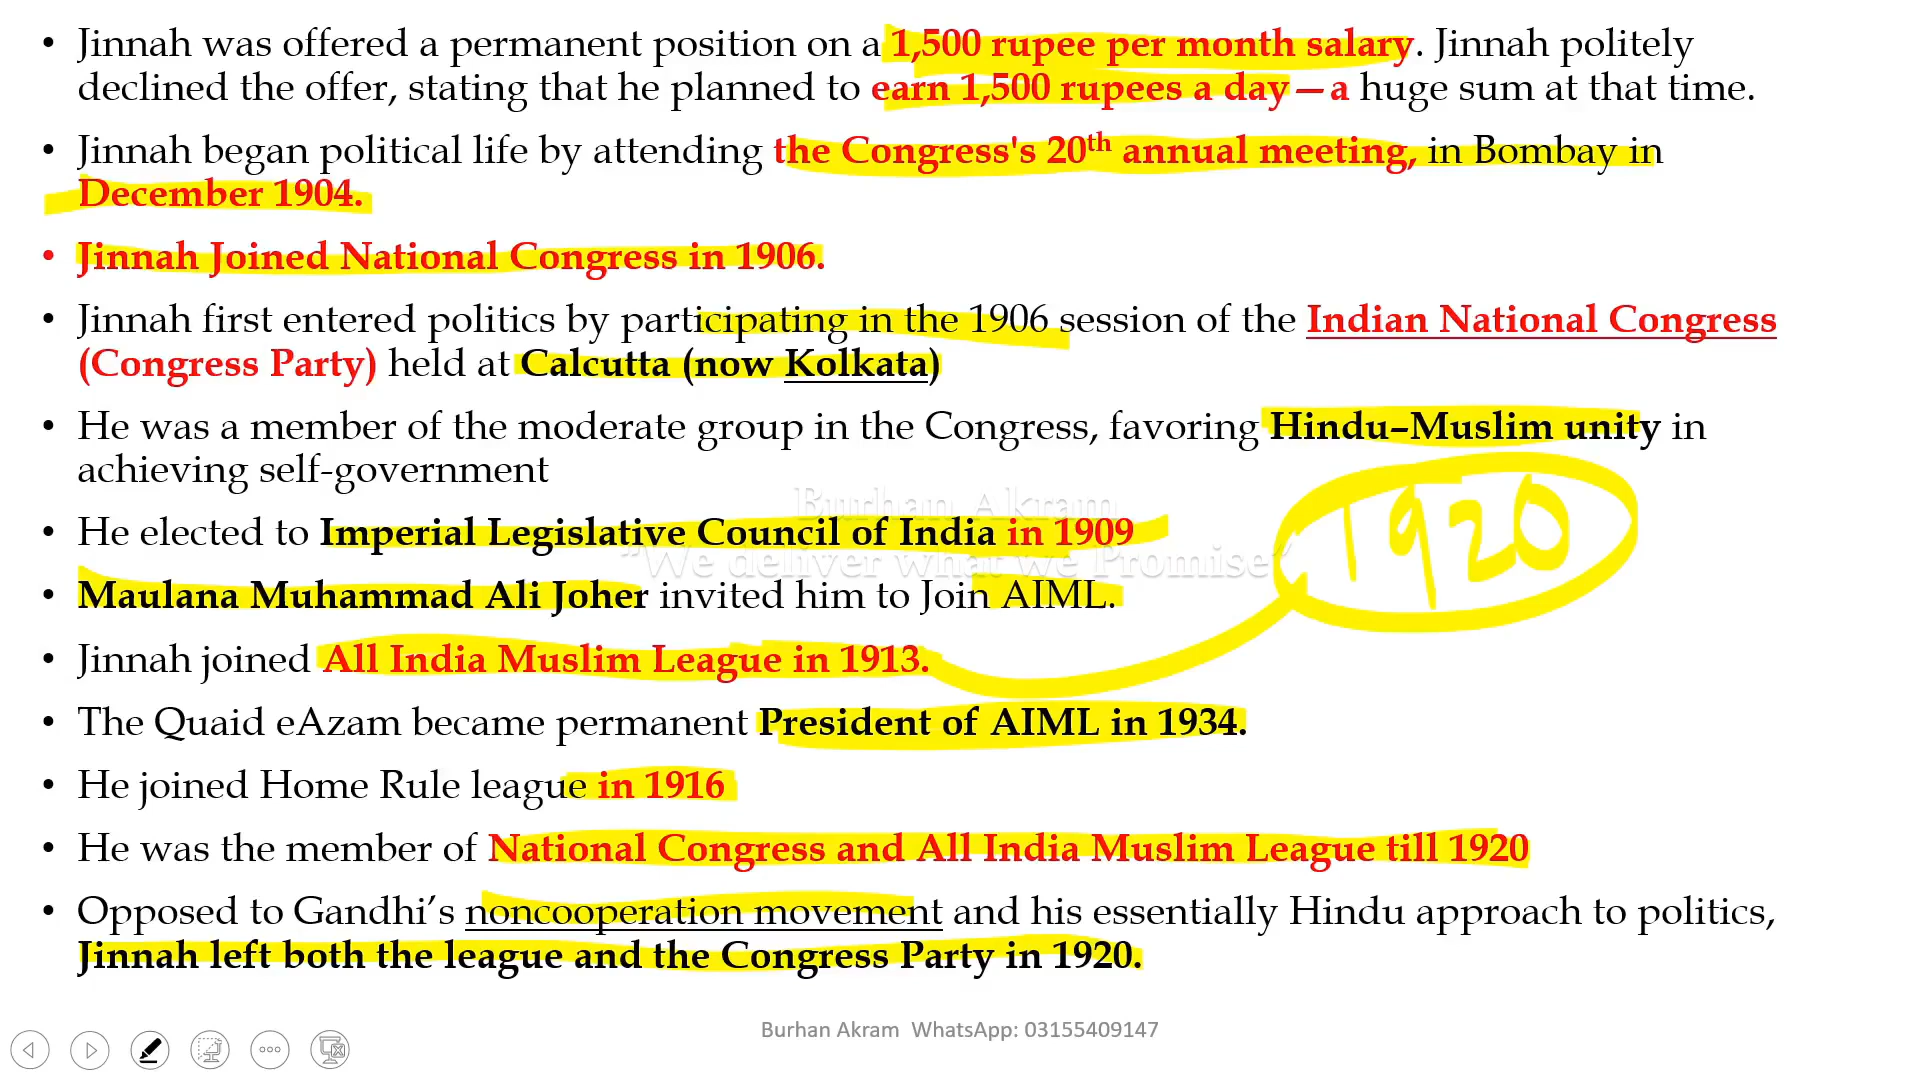 • Jinnah was offered a permanent position on a 1,500 rupee per month salary. Jinnah politely
declined the offer, stating that he planned to earn 1,500 rupees a day—a huge sum at that time.
• Jinnah began political life by attending the Congress's 20th annual meeting, in Bombay in
December 1904.
• Jinnah Joined National Congress in 1906.
• Jinnah first entered politics by participating in the 1906 session of the Indian National Congress
(Congress Party) held at Calcutta (now Kolkata)
• He was a member of the moderate group in the Congress, favoring Hindu–Muslim unity in
achieving self-government
1920
Burhan Akram
• He elected to Imperial Legislative Council of India in 1909
"We deliver what we Promise"
• Maulana Muhammad Ali Joher invited him to Join AIML.
• Jinnah joined All India Muslim League in 1913.
• The Quaid eAzam became permanent President of AIML in 1934.
• He joined Home Rule league in 1916
• He was the member of National Congress and All India Muslim League till 1920
• Opposed to Gandhi’s noncooperation movement and his essentially Hindu approach to politics,
Jinnah left both the league and the Congress Party in 1920.
Burhan Akram WhatsApp: 03155409147